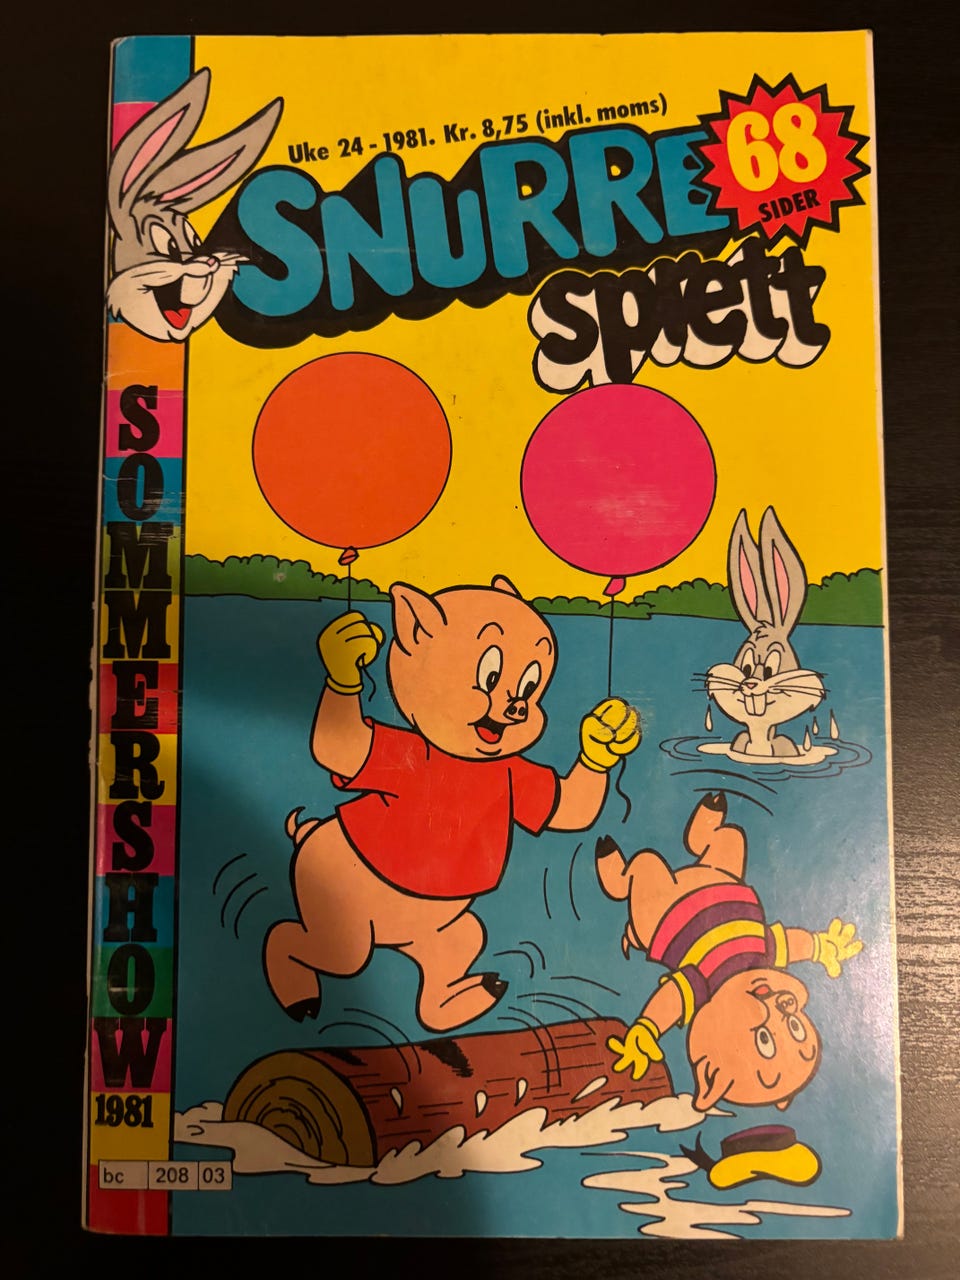 Uke 24 - 1981. Kr. 8,75 (inkl. moms)
SNURRE
sprett
68
SIDER
SOMMERSHOW
1981
bc 208 03